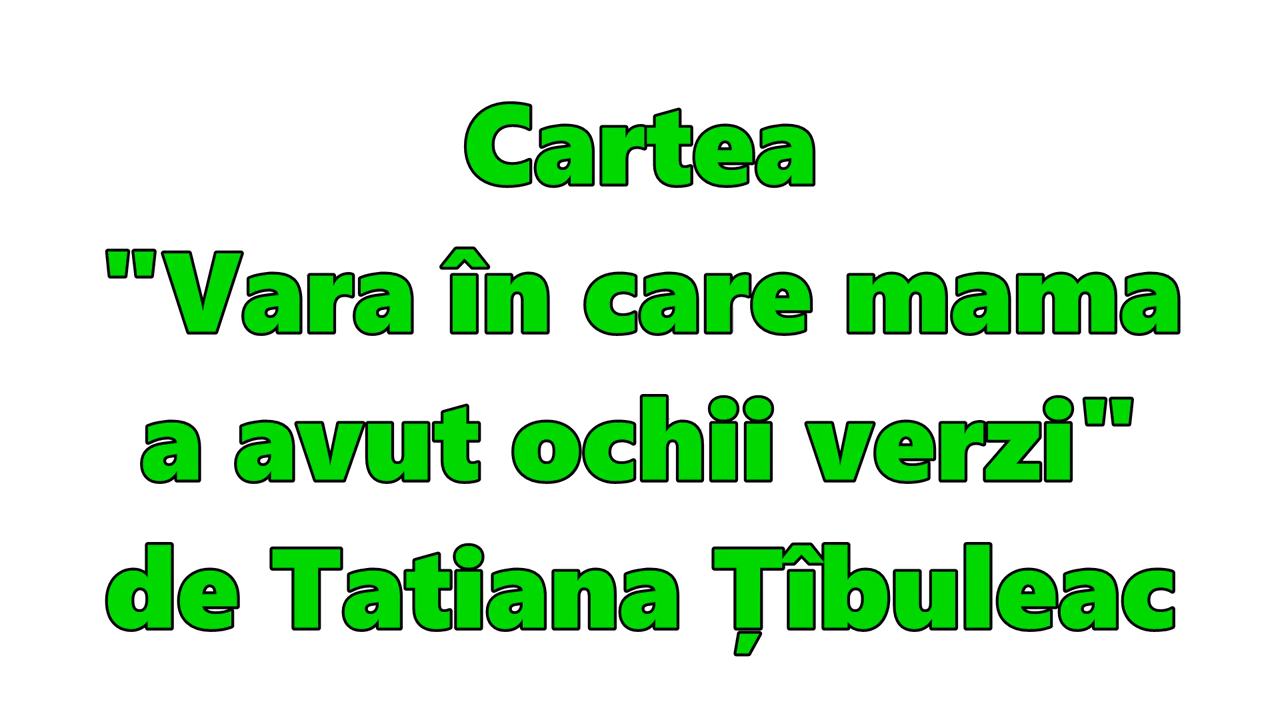 Cartea
"Vara în care mama
a avut ochii verzi"
de Tatiana Țîbuleac